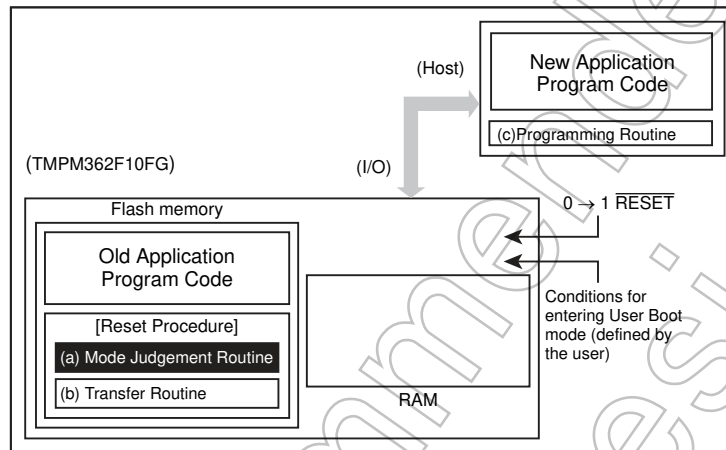 New Application
Program Code
(Host)
(c)Programming Routine
(TMPM362F10FG)
(I/O)
Flash memory
0 → 1 RESET
Old Application
Program Code
[Reset Procedure]
(a) Mode Judgement Routine
(b) Transfer Routine
RAM
Conditions for
entering User Boot
mode (defined by
the user)